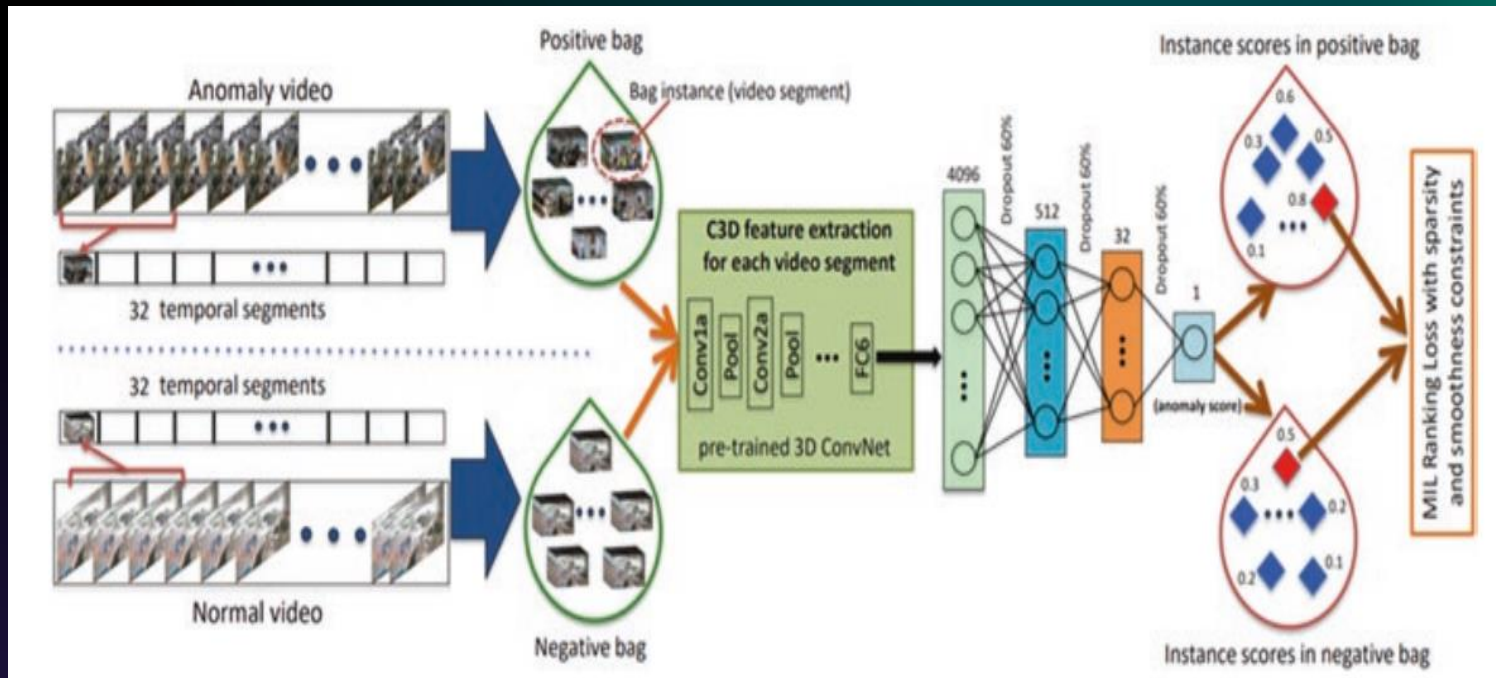 Anomaly video
32 temporal segments
32 temporal segments
Normal video
Positive bag
Bag instance (video segment)
Negative bag
C3D feature extraction
for each video segment
Conv1a
Pool
Conv2a
Pool
...
FC6
pre-trained 3D ConvNet
4096
Dropout 60%
512
Dropout 60%
32
Dropout 60%
1
(anomaly score)
Instance scores in positive bag
0.6
0.3
0.5
0.8
0.1
0.5
0.3
0.2
0.2
0.1
Instance scores in negative bag
MIL Ranking Loss with sparsity
and smoothness constraints